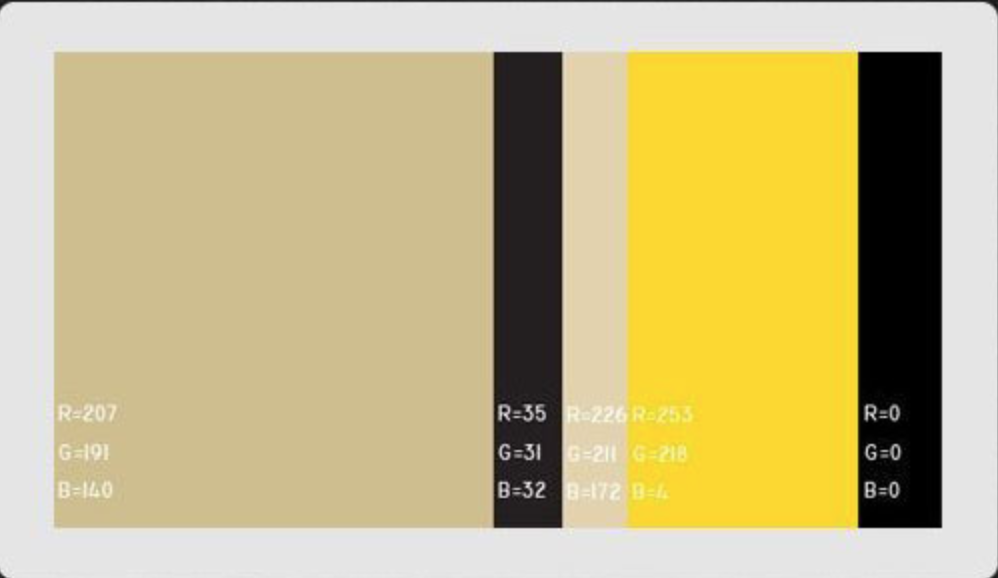 R=207
G=191
B=140
R=35
G=31
B=32
R=226
G=211
B=172
R=253
G=218
B=4
R=0
G=0
B=0